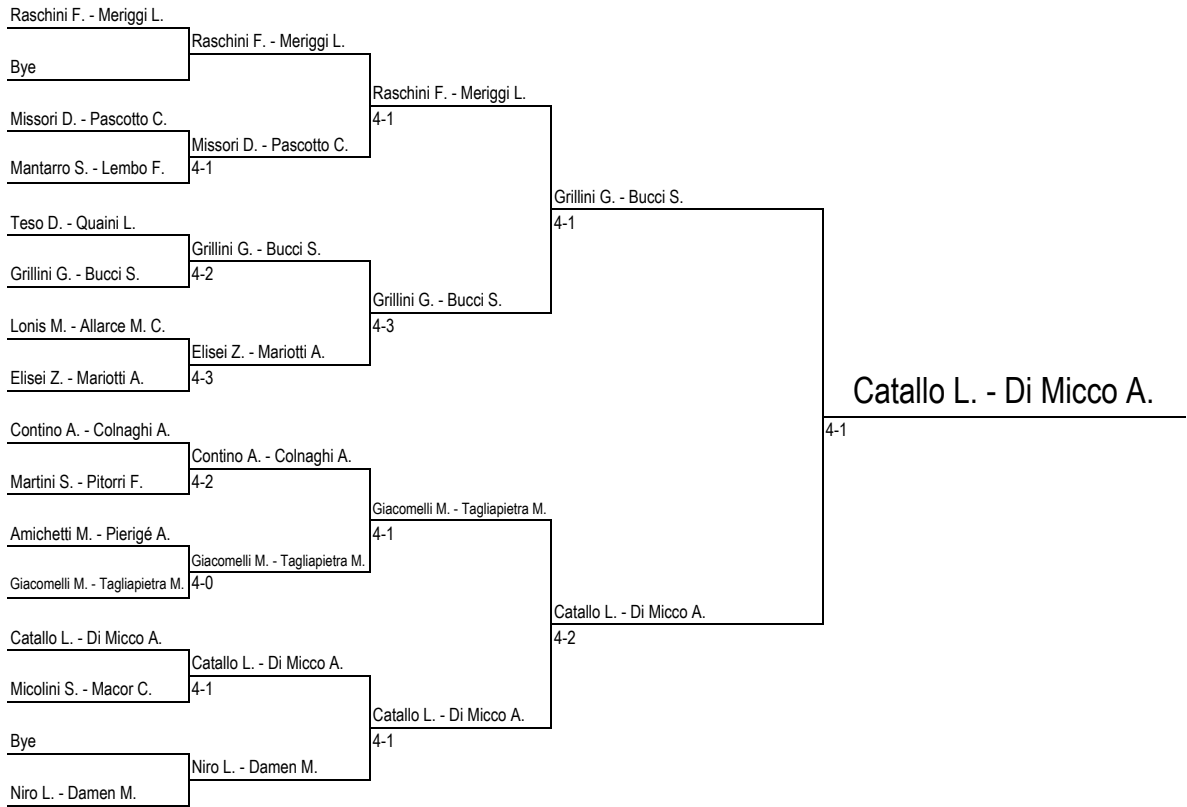 Raschini F. - Meriggi L.
Raschini F. - Meriggi L.
Bye
Raschini F. - Meriggi L.
Missori D. - Pascotto C.
4-1
Missori D. - Pascotto C.
Mantarro S. - Lembo F.
4-1
Grillini G. - Bucci S.
Teso D. - Quaini L.
4-1
Grillini G. - Bucci S.
Grillini G. - Bucci S.
4-2
Grillini G. - Bucci S.
Lonis M. - Allarce M. C.
4-3
Elisei Z. - Mariotti A.
Elisei Z. - Mariotti A.
4-3
Catallo L. - Di Micco A.
Contino A. - Colnaghi A.
4-1
Contino A. - Colnaghi A.
Martini S. - Pitorri F.
4-2
Giacomelli M. - Tagliapietra M.
Amichetti M. - Pierigé A.
4-1
Giacomelli M. - Tagliapietra M.
Giacomelli M. - Tagliapietra M.
4-0
Catallo L. - Di Micco A.
Catallo L. - Di Micco A.
4-2
Catallo L. - Di Micco A.
Micolini S. - Macor C.
4-1
Catallo L. - Di Micco A.
Bye
4-1
Niro L. - Damen M.
Niro L. - Damen M.